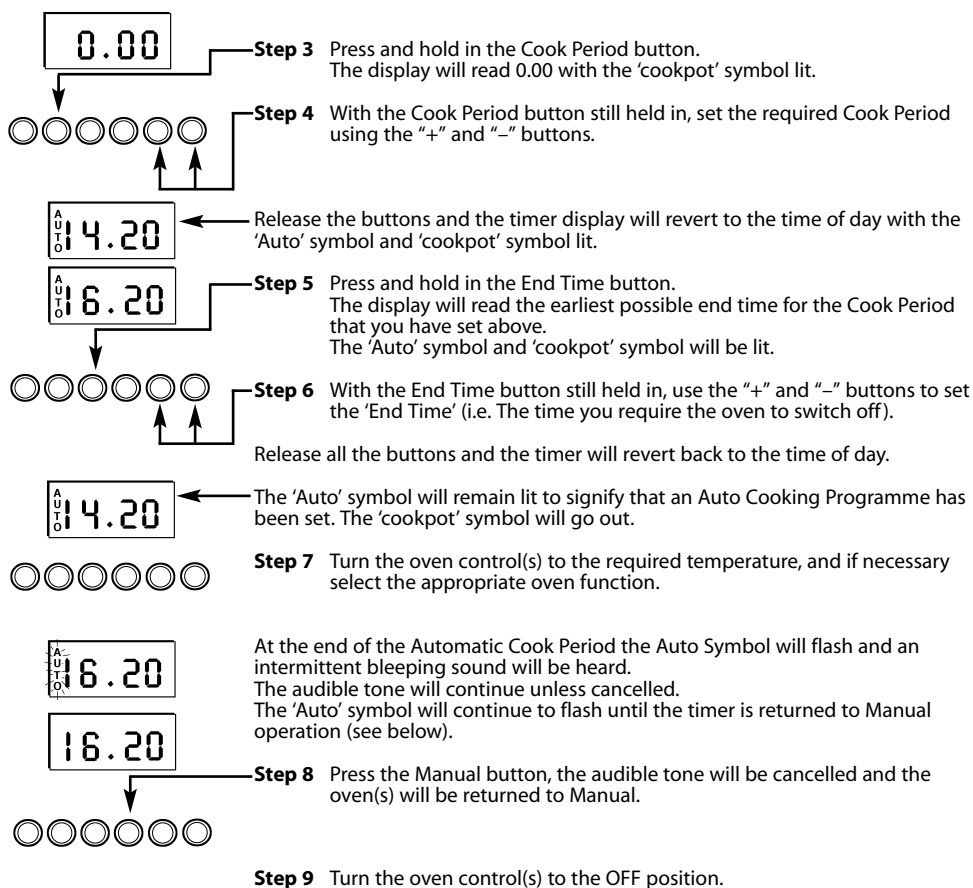 0.00
Step 3 Press and hold in the Cook Period button.
The display will read 0.00 with the ‘cookpot’ symbol lit.
Step 4 With the Cook Period button still held in, set the required Cook Period
using the “+” and “–” buttons.
AUTO 14.20
Release the buttons and the timer display will revert to the time of day with the
‘Auto’ symbol and ‘cookpot’ symbol lit.
AUTO 16.20
Step 5 Press and hold in the End Time button.
The display will read the earliest possible end time for the Cook Period
that you have set above.
The ‘Auto’ symbol and ‘cookpot’ symbol will be lit.
Step 6 With the End Time button still held in, use the “+” and “–” buttons to set
the ‘End Time’ (i.e. The time you require the oven to switch off).
Release all the buttons and the timer will revert back to the time of day.
AUTO 14.20
The ‘Auto’ symbol will remain lit to signify that an Auto Cooking Programme has
been set. The ‘cookpot’ symbol will go out.
Step 7 Turn the oven control(s) to the required temperature, and if necessary
select the appropriate oven function.
AUTO 16.20
At the end of the Automatic Cook Period the Auto Symbol will flash and an
intermittent bleeping sound will be heard.
The audible tone will continue unless cancelled.
The ‘Auto’ symbol will continue to flash until the timer is returned to Manual
operation (see below).
16.20
Step 8 Press the Manual button, the audible tone will be cancelled and the
oven(s) will be returned to Manual.
Step 9 Turn the oven control(s) to the OFF position.